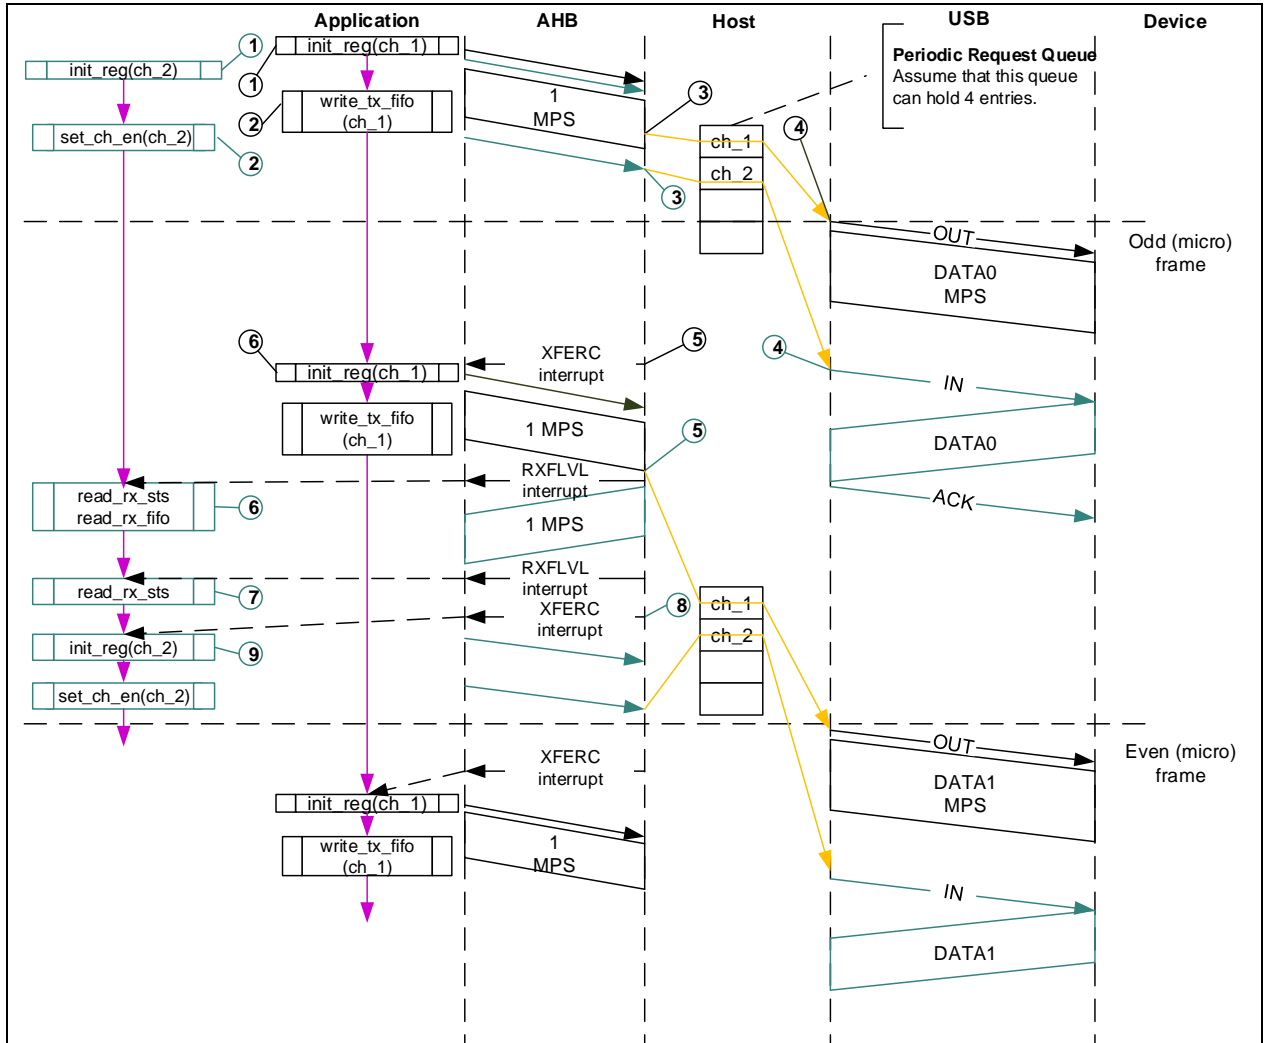 Application
AHB
Host
USB
Device
1
init_reg(ch_1)
init_reg(ch_2)
1
Periodic Request Queue
Assume that this queue
can hold 4 entries.
1
MPS
3
2
write_tx_fifo
(ch_1)
4
set_ch_en(ch_2)
2
ch_1
ch_2
3
OUT
Odd (micro)
frame
DATA0
MPS
6
XFERC
interrupt
5
4
init_reg(ch_1)
IN
write_tx_fifo
(ch_1)
1 MPS
5
DATA0
RXFLVL
interrupt
read_rx_sts
read_rx_fifo
6
ACK
1 MPS
RXFLVL
interrupt
read_rx_sts
7
XFERC
interrupt
8
ch_1
ch_2
init_reg(ch_2)
9
set_ch_en(ch_2)
OUT
Even (micro)
frame
XFERC
interrupt
DATA1
MPS
init_reg(ch_1)
write_tx_fifo
(ch_1)
1
MPS
IN
DATA1